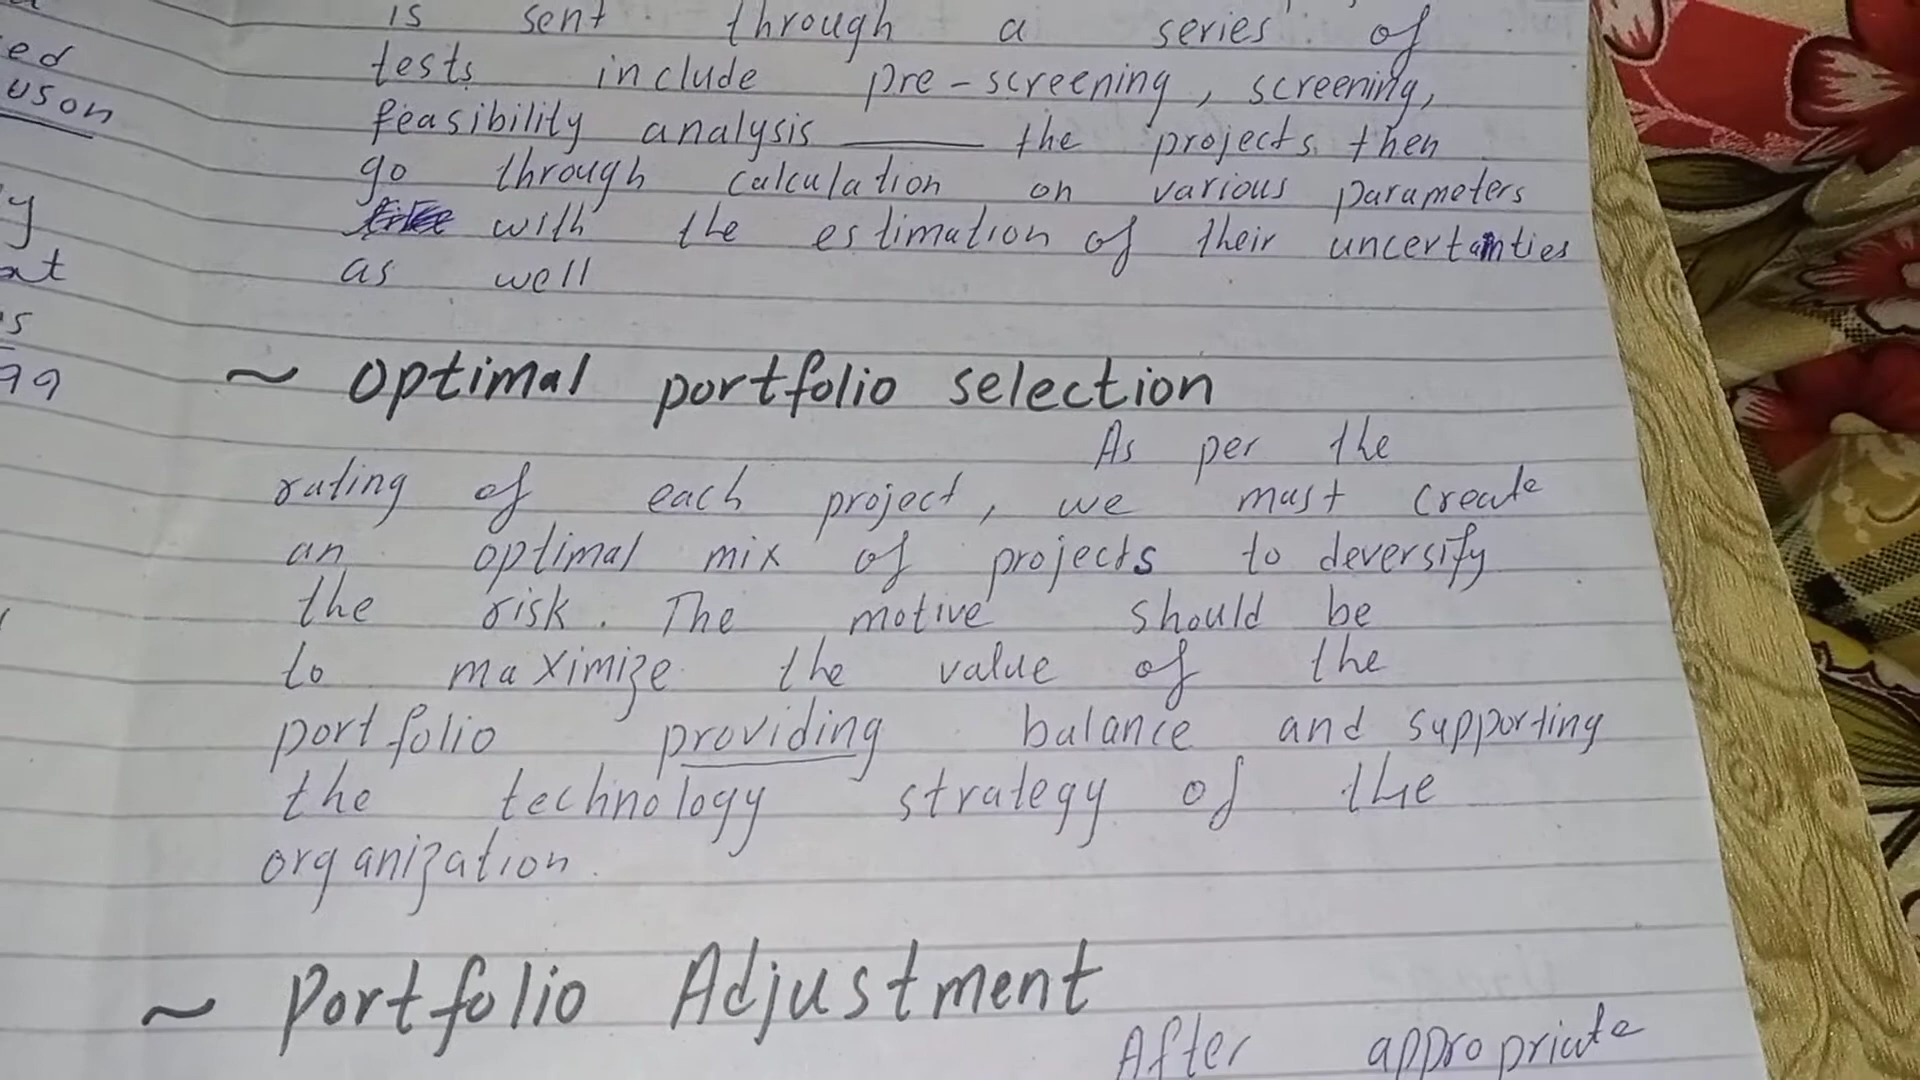 ed
uson
y
at
s
99
is sent through a series of
tests include pre-screening, screening,
feasibility analysis —— the projects then
go through calculation on various parameters
with the estimation of their uncertainties
as well
~ Optimal portfolio selection
As per the
rating of each project, we must create
an optimal mix of projects to deversify
the risk. The motive should be
to maximize the value of the
portfolio providing balance and supporting
the technology strategy of the
organization.
~ Portfolio Adjustment
After appropriate